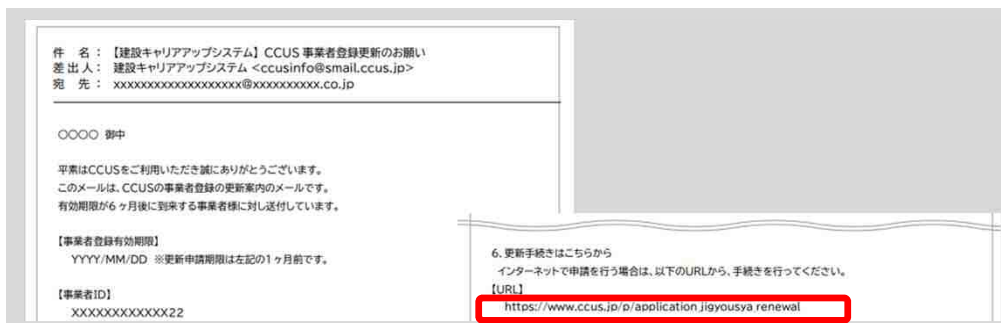 件　名： 【建設キャリアアップシステム】 CCUS 事業者登録更新のお願い
差出人： 建設キャリアアップシステム <ccusinfo@smail.ccus.jp>
宛　先： xxxxxxxxxxxxxxxxxxx@xxxxxxxxxx.co.jp
○○○○ 御中
平素はCCUSをご利用いただき誠にありがとうございます。
このメールは、CCUSの事業者登録の更新案内のメールです。
有効期限が6ヶ月後に到来する事業者様に対し送付しています。
【事業者登録有効期限】
YYYY/MM/DD ※更新申請期限は左記の1ヶ月前です。
【事業者ID】
XXXXXXXXXXXX22
6．更新手続きはこちらから
インターネットで申請を行う場合は、以下のURLから、手続きを行ってください。
【URL】
https://www.ccus.jp/p/application_jigyousya_renewal